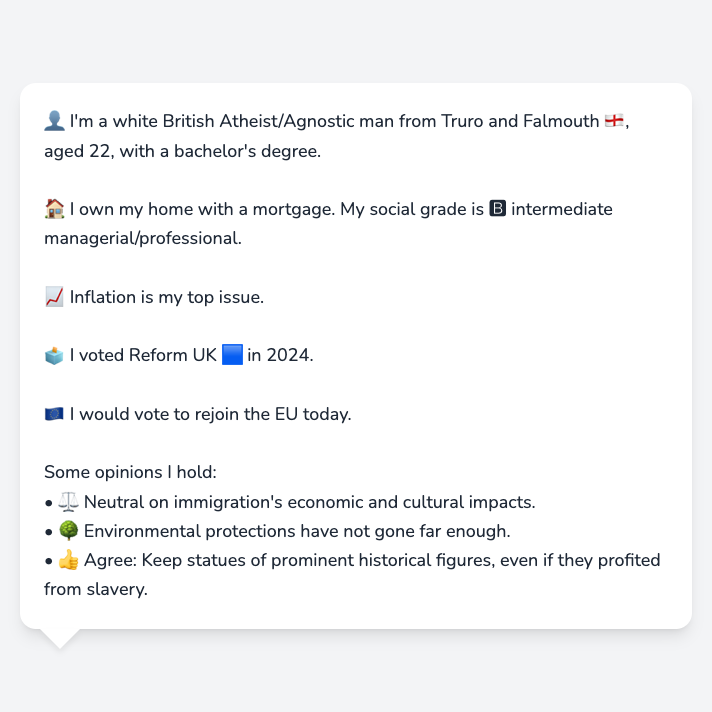 👤 I'm a white British Atheist/Agnostic man from Truro and Falmouth 🏴󠁧󠁢󠁥󠁮󠁧󠁿,
aged 22, with a bachelor's degree.
🏠 I own my home with a mortgage. My social grade is 🅱 intermediate
managerial/professional.
📈 Inflation is my top issue.
🗳️ I voted Reform UK 🟦 in 2024.
🇪🇺 I would vote to rejoin the EU today.
Some opinions I hold:
• ⚖️ Neutral on immigration's economic and cultural impacts.
• 🌳 Environmental protections have not gone far enough.
• 👍 Agree: Keep statues of prominent historical figures, even if they profited
from slavery.